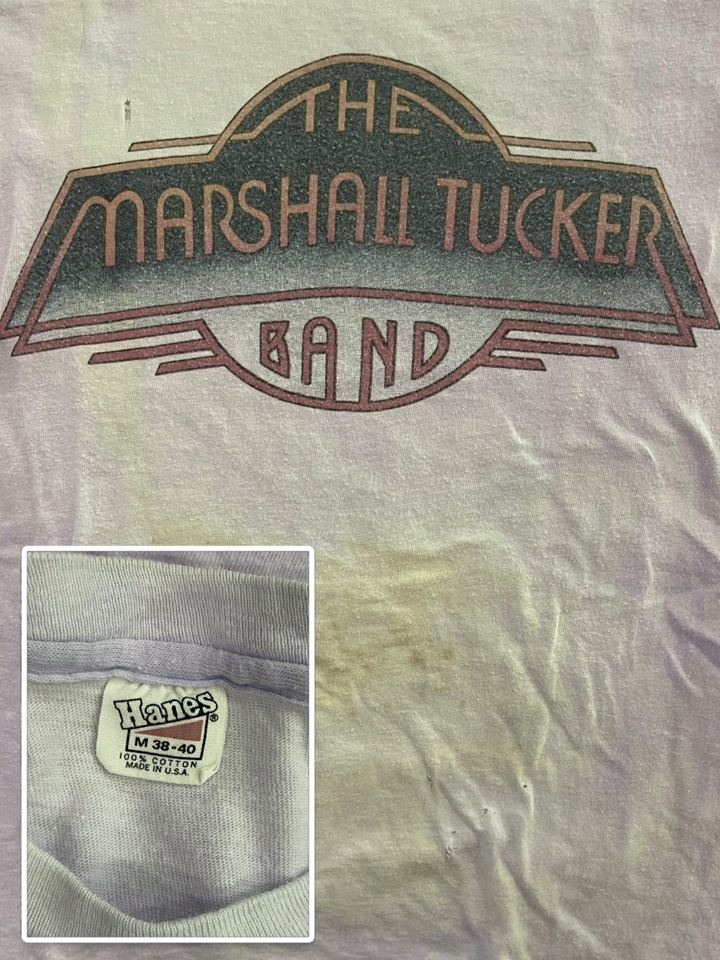 THE
MARSHALL TUCKER
BAND
Hanes®
M 38-40
100% COTTON
MADE IN U.S.A.